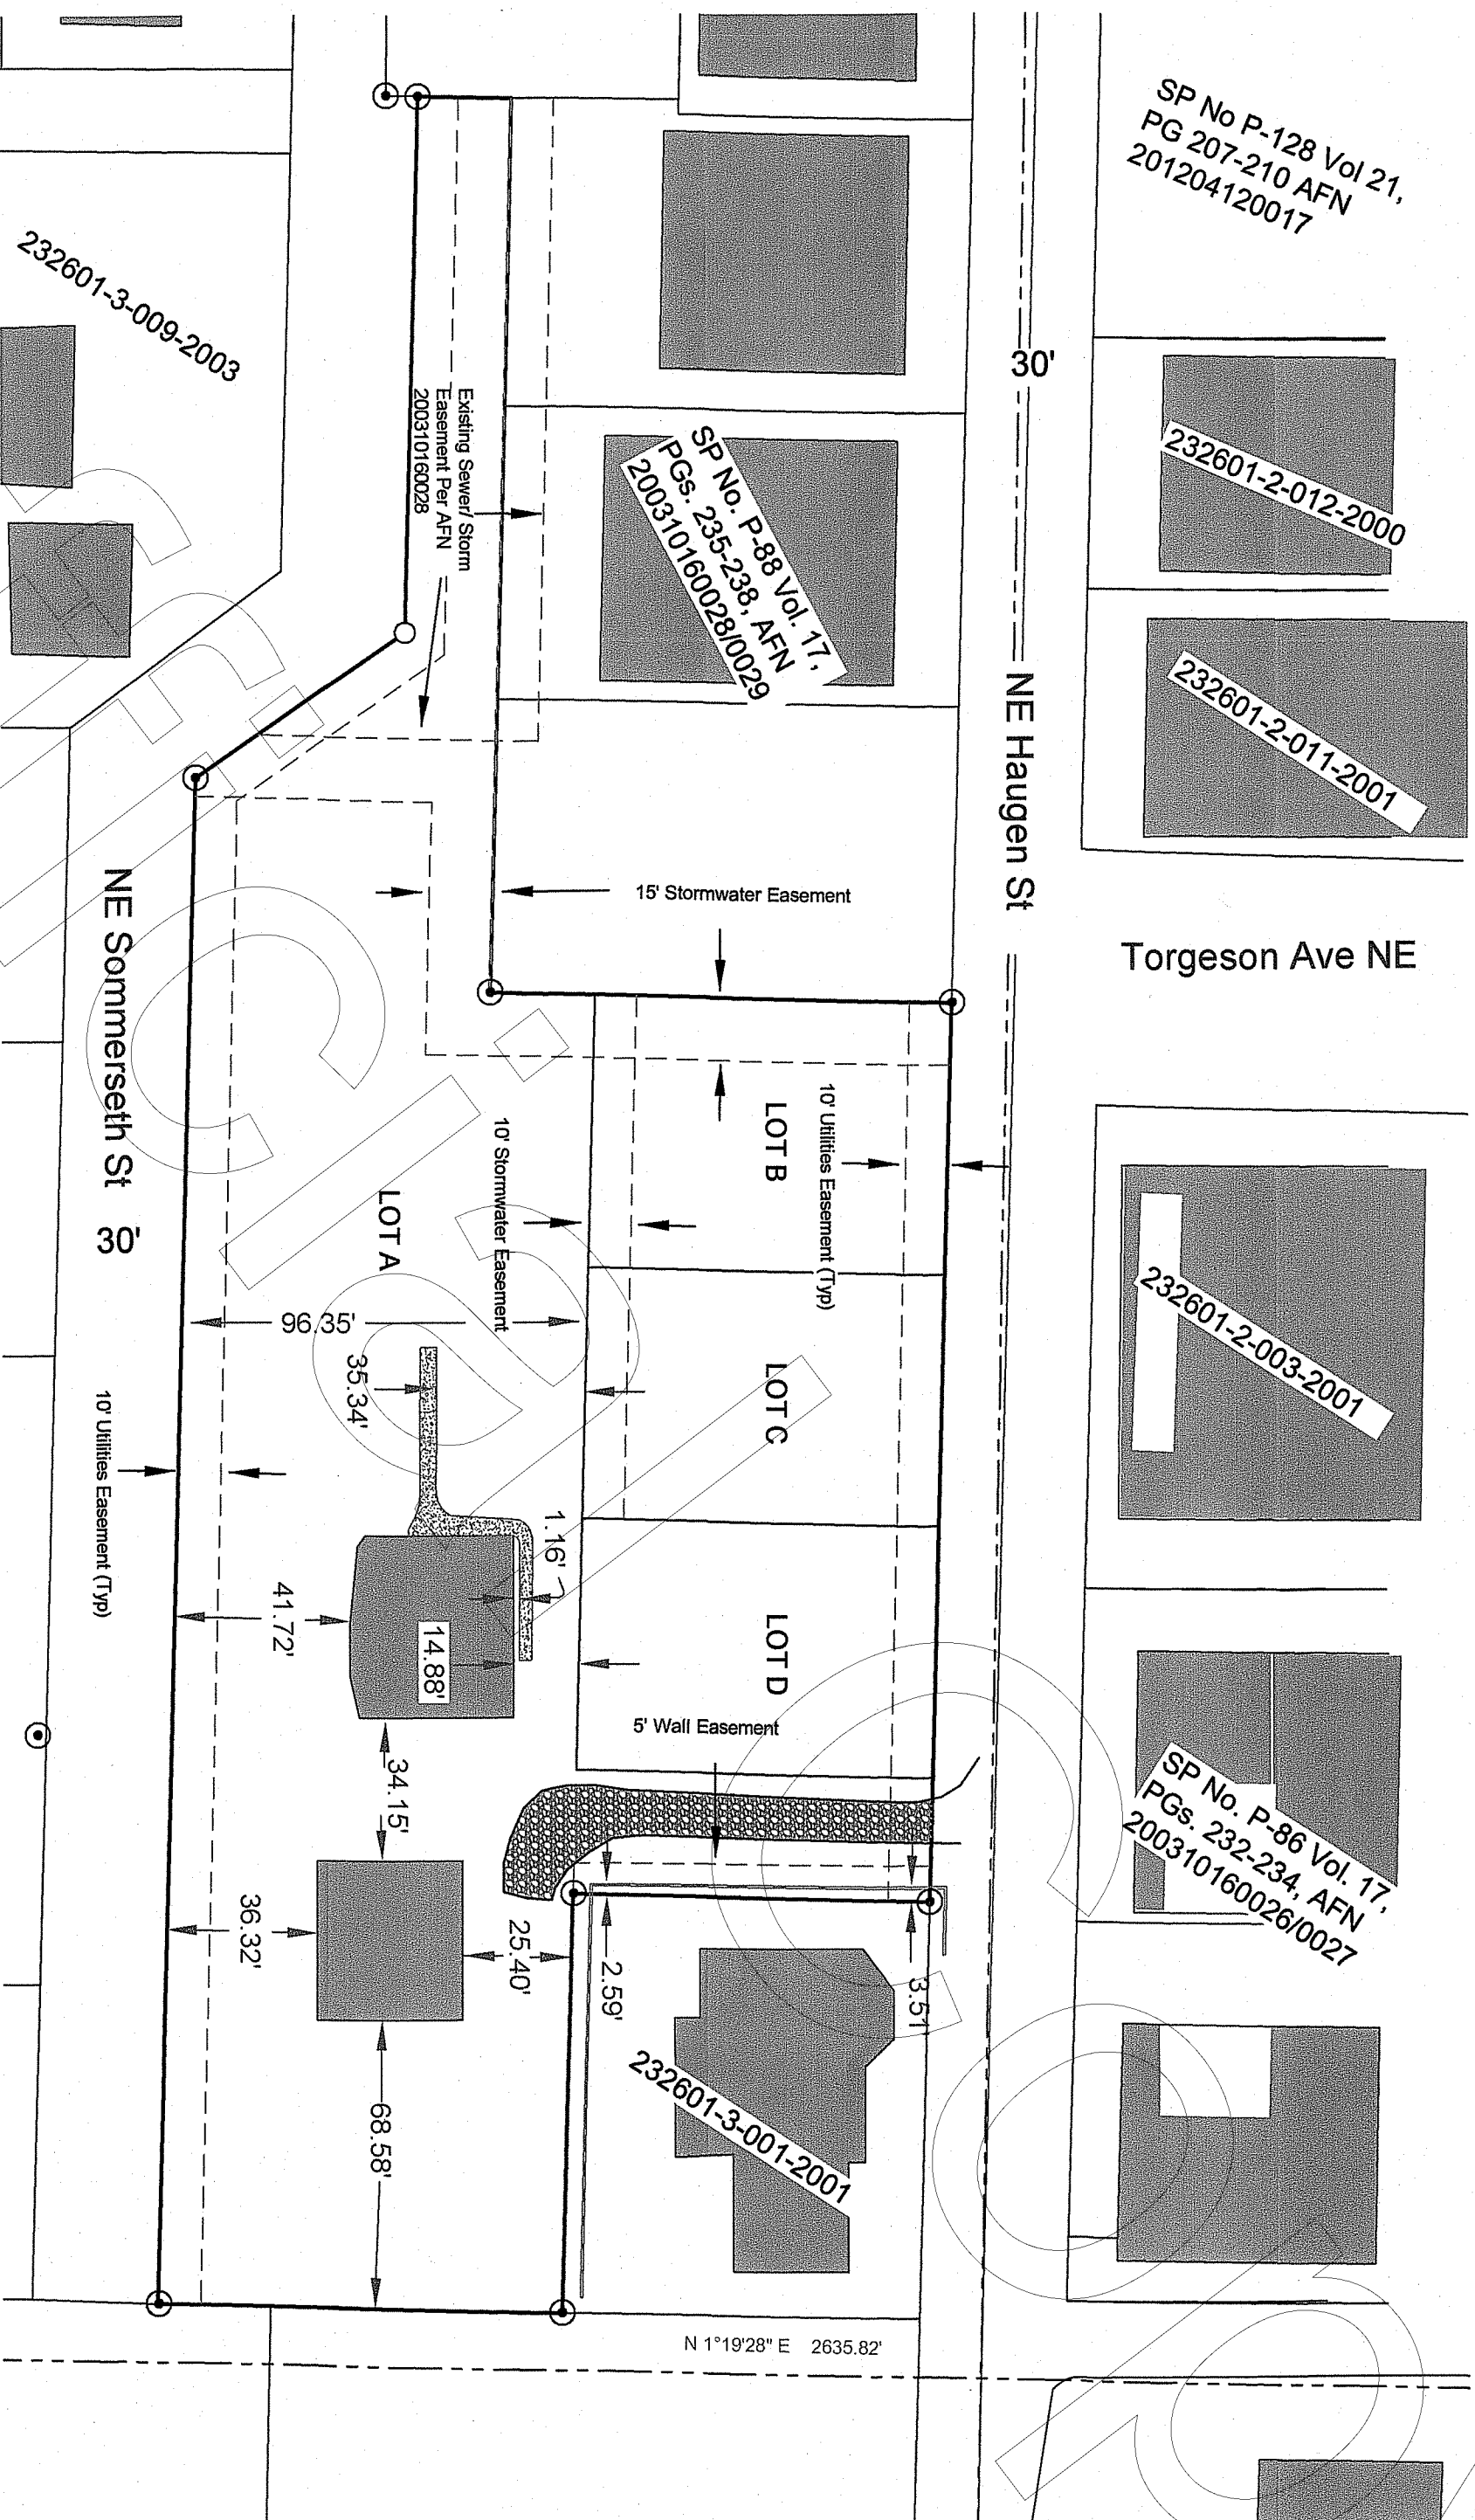 SP No P-128 Vol 21,
PG 207-210 AFN
201204120017
232601-3-009-2003
30'
232601-2-012-2000
Existing Sewer/ Storm
Easement Per AFN
200310160028
SP No. P-88 Vol. 17,
PGs. 235-238, AFN
200310160028/0029
232601-2-011-2001
NE Haugen St
15' Stormwater Easement
Torgeson Ave NE
NE Sommerseth St
30'
LOT B
10' Utilities Easement (Typ)
10' Stormwater Easement
LOT A
232601-2-003-2001
96.35'
35.34'
LOT C
10' Utilities Easement (Typ)
1.16'
41.72'
14.88'
LOT D
5' Wall Easement
34.15'
SP No. P-86 Vol. 17,
PGs. 232-234, AFN
200310160026/0027
36.32'
25.40'
2.59'
3.51'
232601-3-001-2001
68.58'
N 1°19'28" E 2635.82'